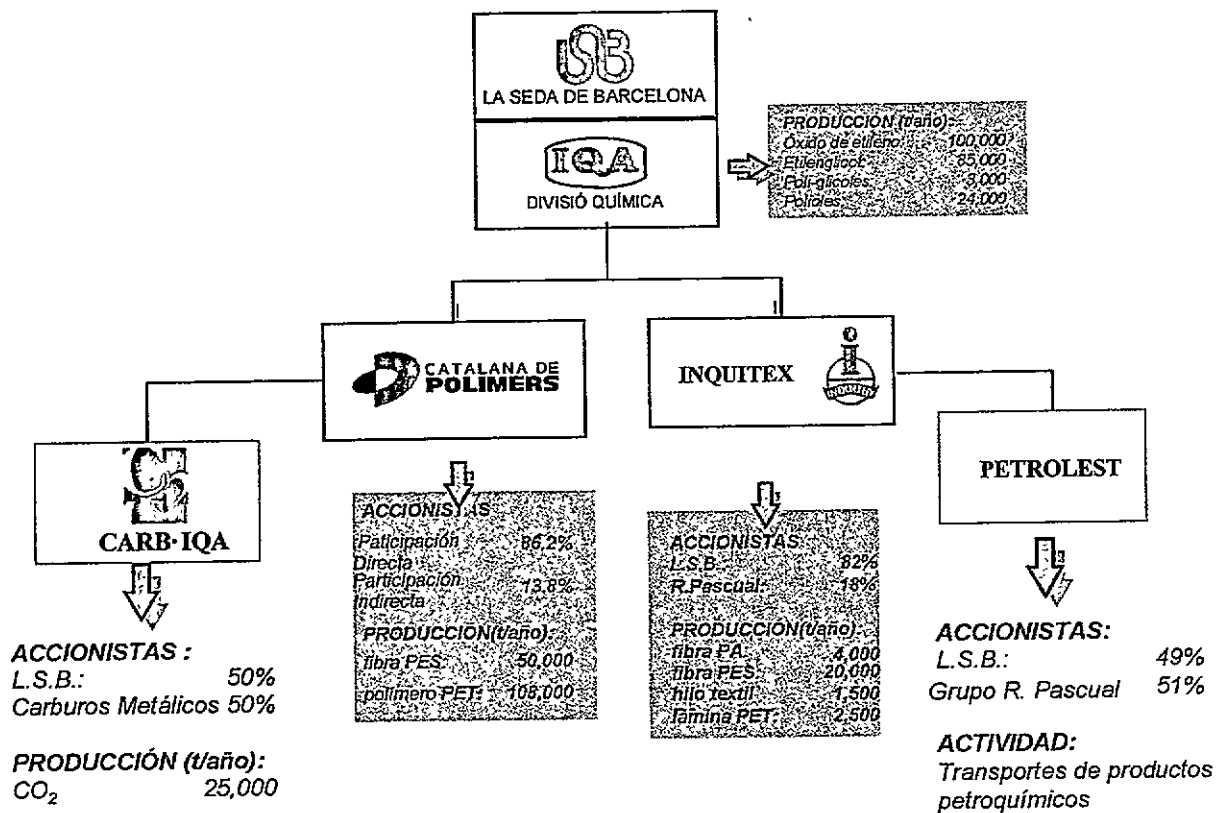 LSB
LA SEDA DE BARCELONA
IQA
DIVISIÓ QUÍMICA
PRODUCCION (t/año):
Óxido de etileno: 100,000
Etilenglicol: 65,000
Poli-glicoles: 3,000
Polioles: 24,000
CATALANA DE
POLIMERS
INQUITEX
CARB·IQA
PETROLEST
ACCIONISTAS :
L.S.B.: 50%
Carburos Metálicos 50%
PRODUCCIÓN (t/año):
CO₂ 25,000
ACCIONISTAS
Paticipación 86,2%
Directa
Participación 13,8%
Indirecta
PRODUCCION(t/año):
fibra PES: 50,000
polímero PET: 108,000
ACCIONISTAS
L.S.B.: 82%
R.Pascual: 18%
PRODUCCION(t/año)
fibra PA: 4,000
fibra PES: 20,000
hilo textil 1,500
lámina PET: 2,500
ACCIONISTAS:
L.S.B.: 49%
Grupo R. Pascual 51%
ACTIVIDAD:
Transportes de productos
petroquímicos